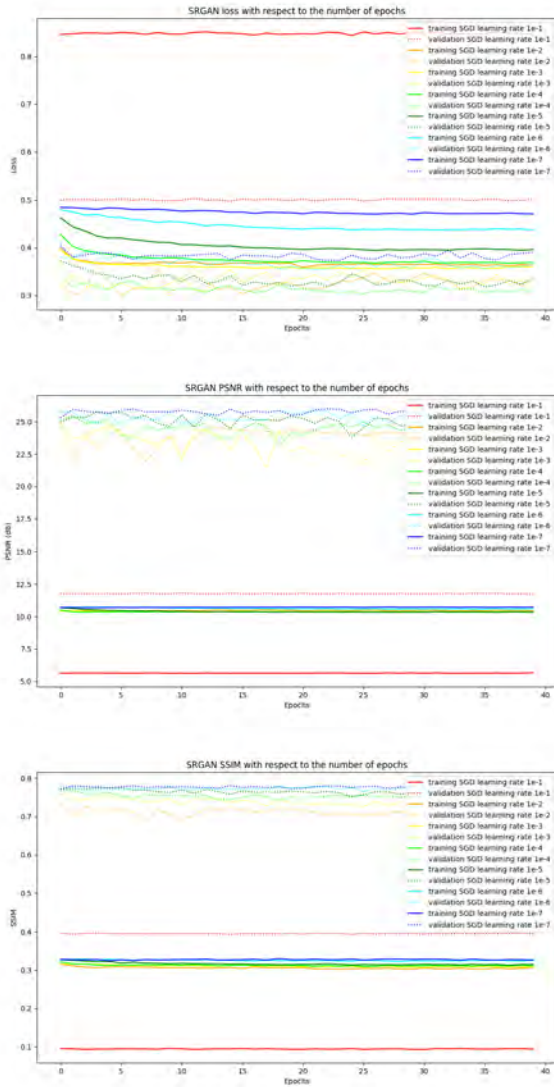 SRGAN loss with respect to the number of epochs
training SGD learning rate 1e-1
validation SGD learning rate 1e-1
training SGD learning rate 1e-2
validation SGD learning rate 1e-2
training SGD learning rate 1e-3
validation SGD learning rate 1e-3
training SGD learning rate 1e-4
validation SGD learning rate 1e-4
training SGD learning rate 1e-5
validation SGD learning rate 1e-5
training SGD learning rate 1e-6
validation SGD learning rate 1e-6
training SGD learning rate 1e-7
validation SGD learning rate 1e-7
0.8
0.7
0.6
0.5
0.4
0.3
Loss
0 5 10 15 20 25 30 35 40
Epochs
SRGAN PSNR with respect to the number of epochs
training SGD learning rate 1e-1
validation SGD learning rate 1e-1
training SGD learning rate 1e-2
validation SGD learning rate 1e-2
training SGD learning rate 1e-3
validation SGD learning rate 1e-3
training SGD learning rate 1e-4
validation SGD learning rate 1e-4
training SGD learning rate 1e-5
validation SGD learning rate 1e-5
training SGD learning rate 1e-6
validation SGD learning rate 1e-6
training SGD learning rate 1e-7
validation SGD learning rate 1e-7
25.0
22.5
20.0
17.5
15.0
12.5
10.0
7.5
5.0
PSNR (db)
0 5 10 15 20 25 30 35 40
Epochs
SRGAN SSIM with respect to the number of epochs
training SGD learning rate 1e-1
validation SGD learning rate 1e-1
training SGD learning rate 1e-2
validation SGD learning rate 1e-2
training SGD learning rate 1e-3
validation SGD learning rate 1e-3
training SGD learning rate 1e-4
validation SGD learning rate 1e-4
training SGD learning rate 1e-5
validation SGD learning rate 1e-5
training SGD learning rate 1e-6
validation SGD learning rate 1e-6
training SGD learning rate 1e-7
validation SGD learning rate 1e-7
0.8
0.7
0.6
0.5
0.4
0.3
0.2
0.1
SSIM
0 5 10 15 20 25 30 35 40
Epochs